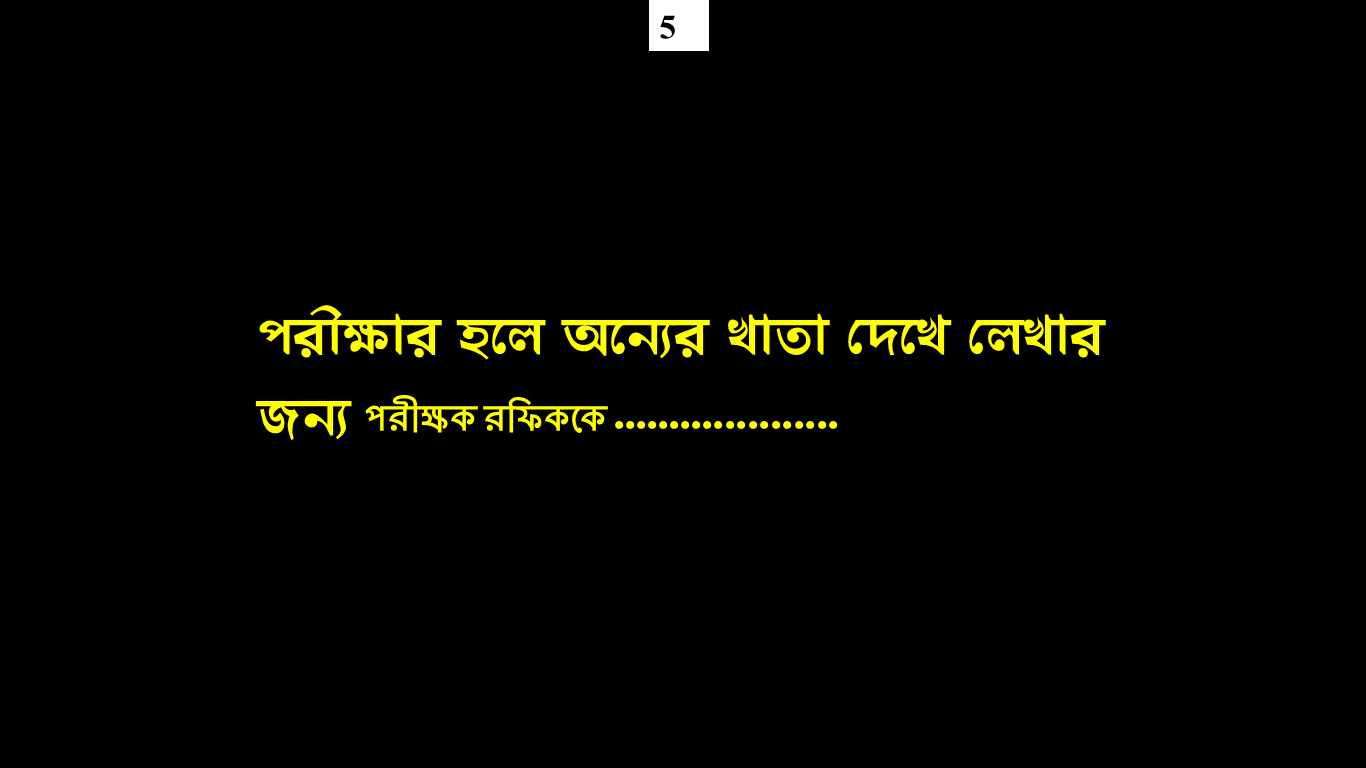 5
পরীক্ষার হলে অন্যের খাতা দেখে লেখার
জন্য পরীক্ষক রফিককে ....................